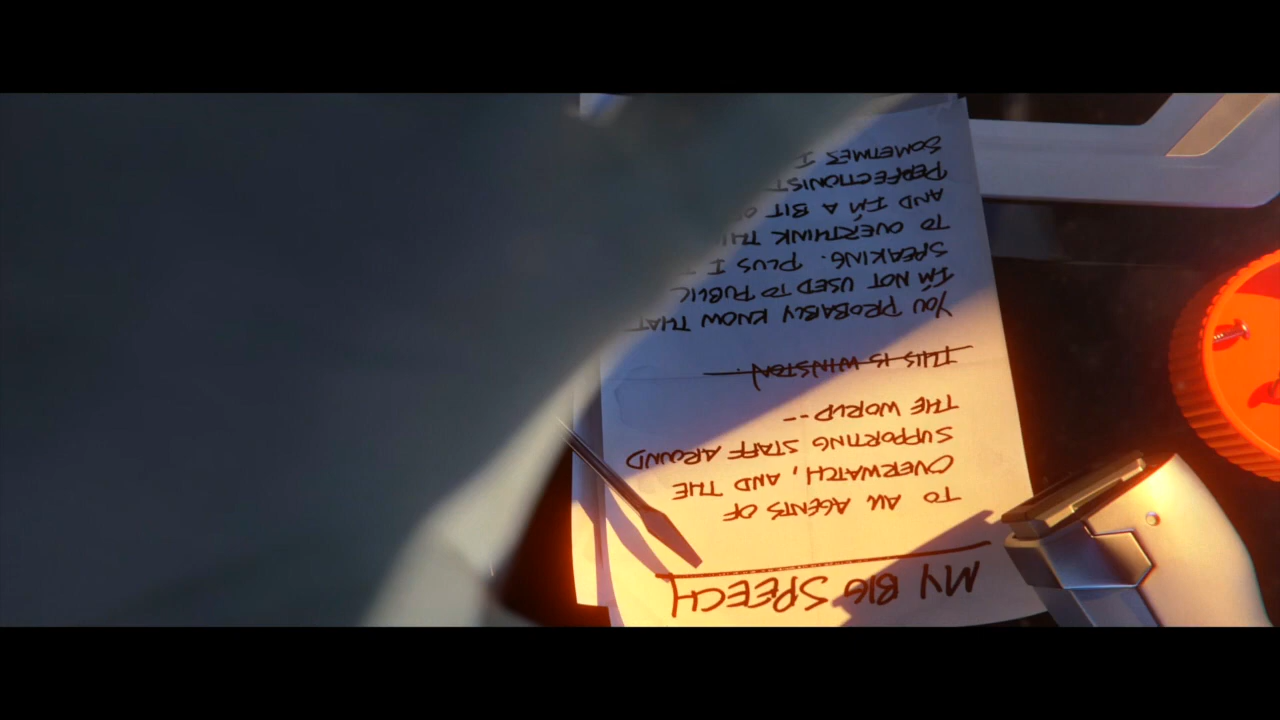 MY BIG SPEECH
TO ALL AGENTS OF
OVERWATCH, AND THE
SUPPORTING STAFF AROUND
THE WORLD--
THIS IS WINSTON.
YOU PROBABLY KNOW THAT
I'M NOT USED TO PUBLIC
SPEAKING. PLUS I
TO OVERTHINK
AND I'M A BIT
PERFECTIONIST
SOMETIMES I